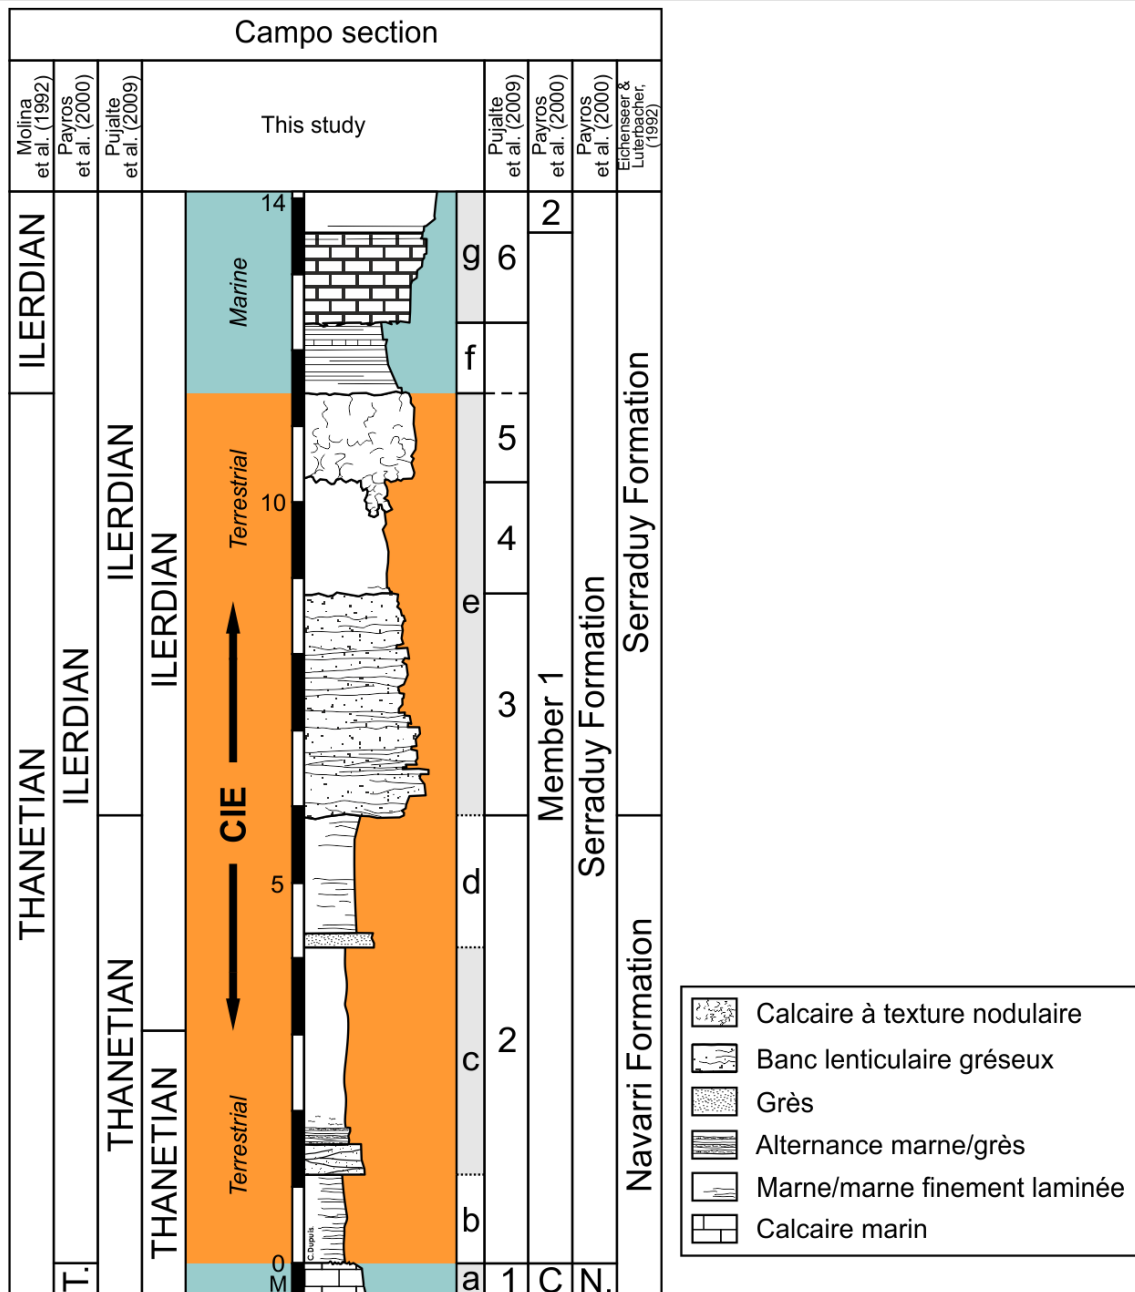 Campo section
Molina
et al. (1992)
Payros
et al. (2000)
Pujalte
et al. (2009)
This study
Pujalte
et al. (2009)
Payros
et al. (2000)
Payros
et al. (2000)
Eichenseer &
Luterbacher,
(1992)
ILERDIAN
THANETIAN
ILERDIAN
T.
ILERDIAN
THANETIAN
ILERDIAN
THANETIAN
Marine
Terrestrial
CIE
Terrestrial
14
10
5
0
M
C.Dupuis.
g
f
e
d
c
b
a
6
5
4
3
2
1
2
Member 1
C
Serraduy Formation
N.
Serraduy Formation
Navarri Formation
Calcaire à texture nodulaire
Banc lenticulaire gréseux
Grès
Alternance marne/grès
Marne/marne finement laminée
Calcaire marin